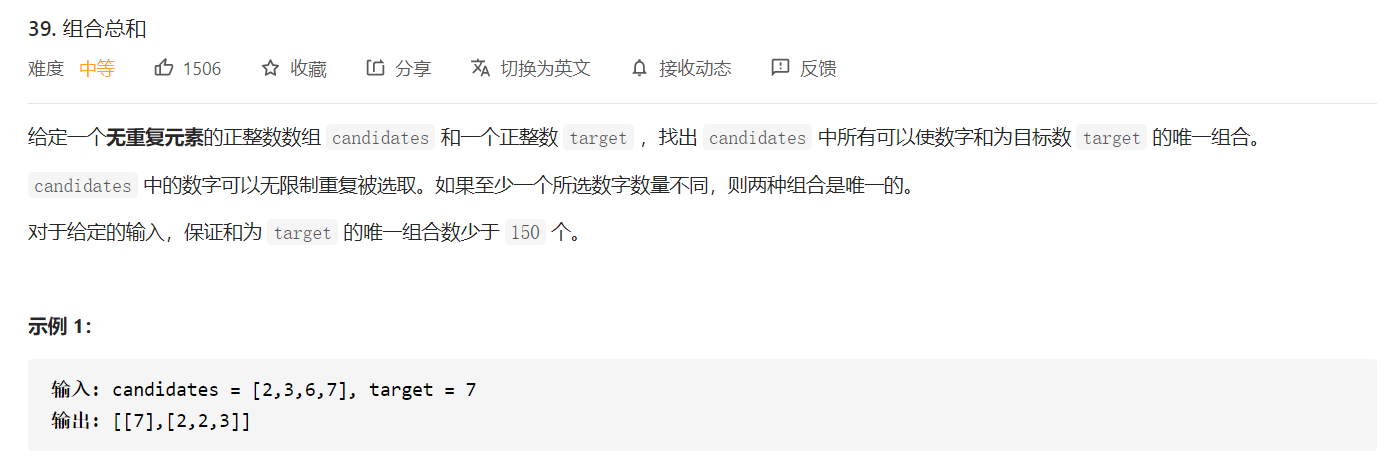 39. 组合总和
难度 中等 1506 收藏 分享 切换为英文 接收动态 反馈
给定一个无重复元素的正整数数组 candidates 和一个正整数 target ，找出 candidates 中所有可以使数字和为目标数 target 的唯一组合。
candidates 中的数字可以无限制重复被选取。如果至少一个所选数字数量不同，则两种组合是唯一的。
对于给定的输入，保证和为 target 的唯一组合数少于 150 个。
示例 1：
输入: candidates = [2,3,6,7], target = 7
输出: [[7],[2,2,3]]